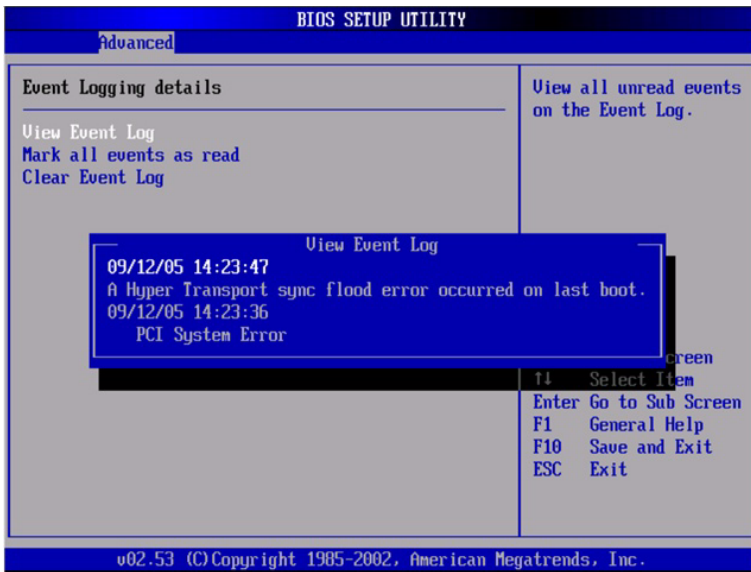 BIOS SETUP UTILITY
Advanced
Event Logging details
View Event Log
Mark all events as read
Clear Event Log
View all unread events
on the Event Log.
View Event Log
09/12/05 14:23:47
A Hyper Transport sync flood error occurred on last boot.
09/12/05 14:23:36
PCI System Error
↑↓ Select Item
Enter Go to Sub Screen
F1 General Help
F10 Save and Exit
ESC Exit
v02.53 (C)Copyright 1985-2002, American Megatrends, Inc.